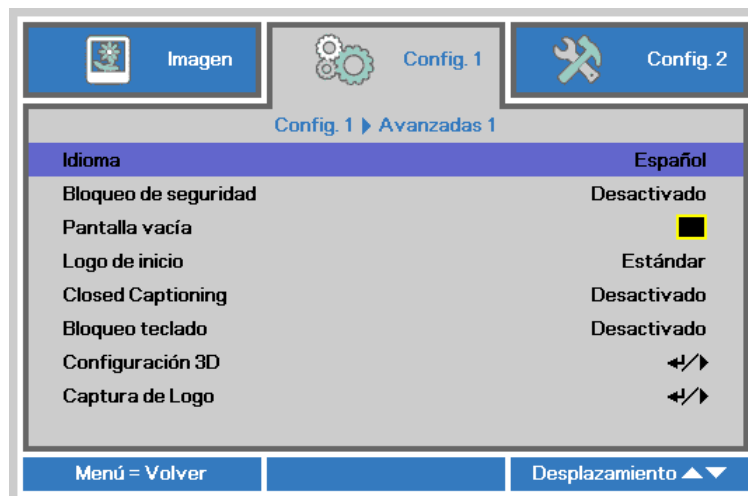 Imagen Config. 1 Config. 2
Config. 1 ▶ Avanzadas 1
Idioma Español
Bloqueo de seguridad Desactivado
Pantalla vacía
Logo de inicio Estándar
Closed Captioning Desactivado
Bloqueo teclado Desactivado
Configuración 3D ↵/▶
Captura de Logo ↵/▶
Menú = Volver Desplazamiento ▲▼